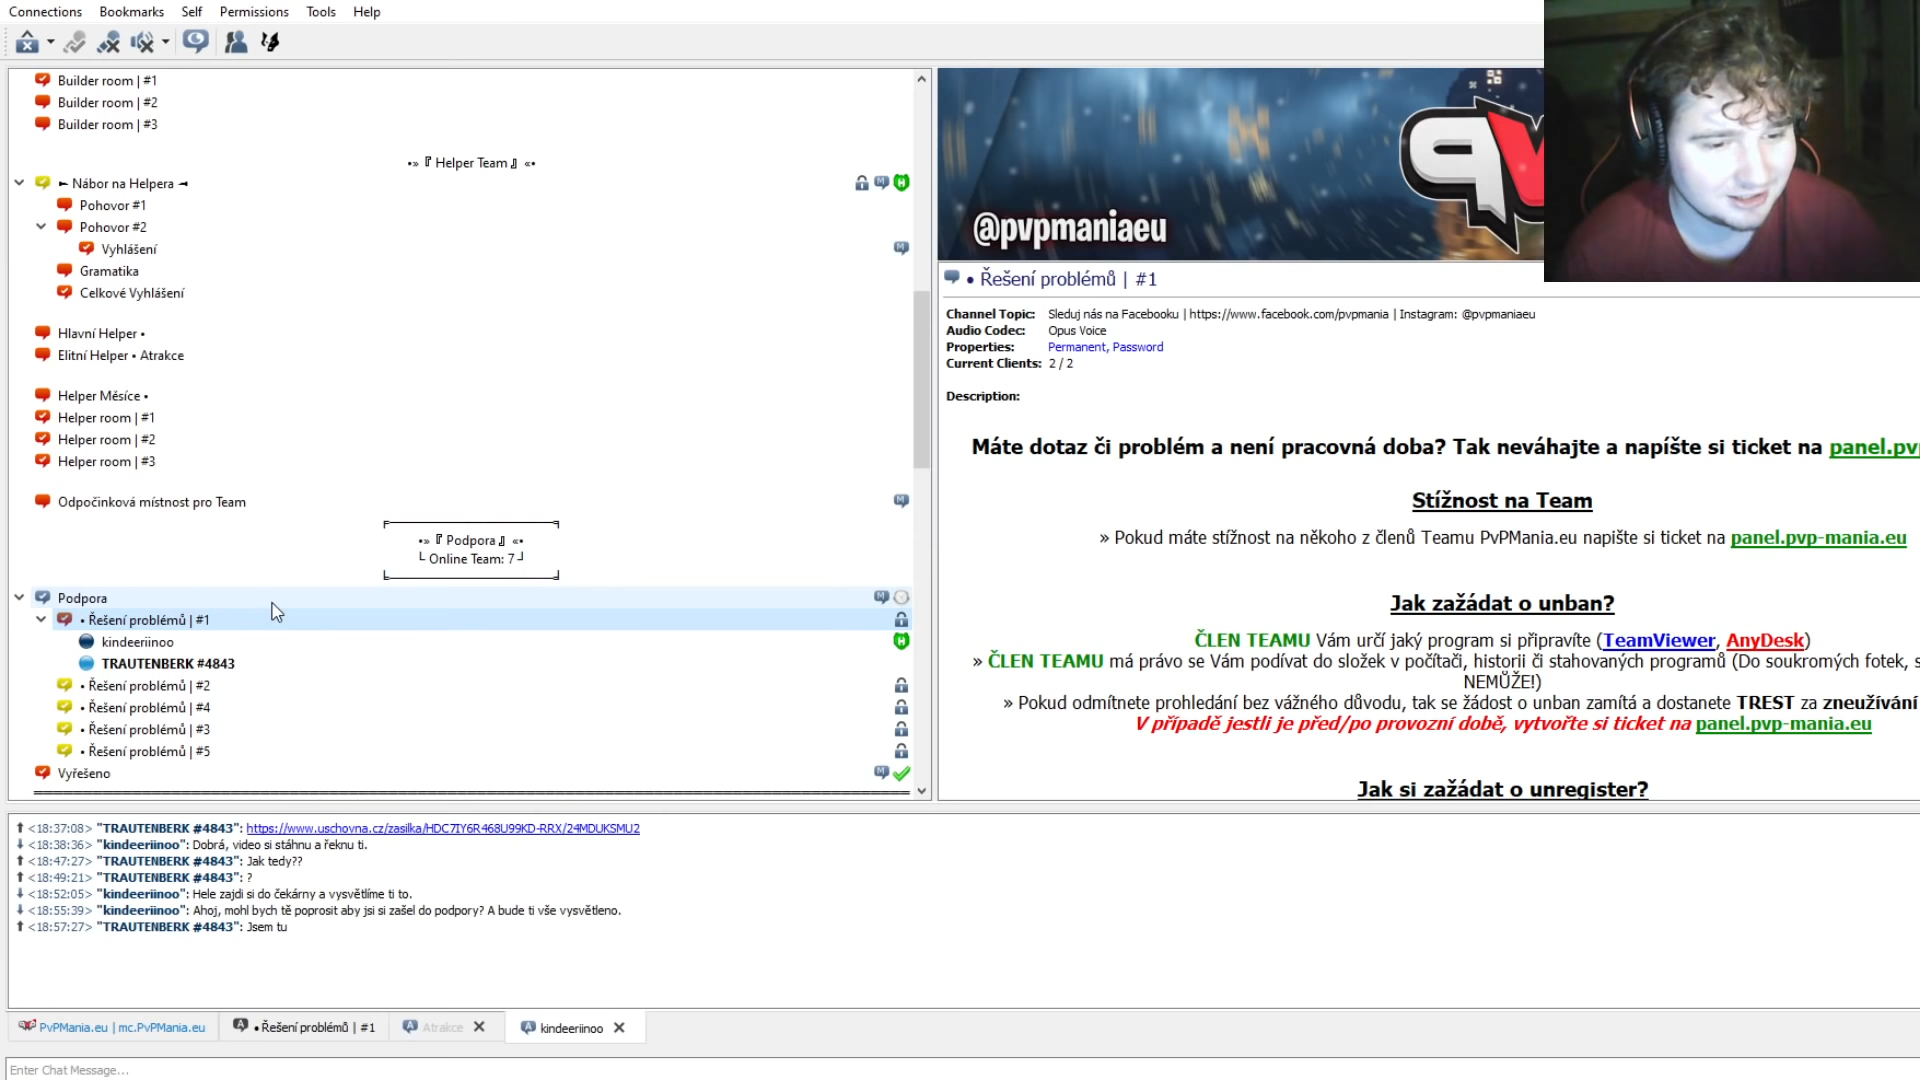 Connections Bookmarks Self Permissions Tools Help
Builder room | #1
Builder room | #2
Builder room | #3
•» 『 Helper Team 』 «•
► Nábor na Helpera ◄
Pohovor #1
Pohovor #2
Vyhlášení
Gramatika
Celkové Vyhlášení
Hlavní Helper •
Elitní Helper • Atrakce
Helper Měsíce •
Helper room | #1
Helper room | #2
Helper room | #3
Odpočinková místnost pro Team
•» 『 Podpora 』 «•
└ Online Team: 7 ┘
Podpora
• Řešení problémů | #1
kindeeriinoo
TRAUTENBERK #4843
• Řešení problémů | #2
• Řešení problémů | #4
• Řešení problémů | #3
• Řešení problémů | #5
Vyřešeno
@pvpmaniaeu
• Řešení problémů | #1
Channel Topic: Sleduj nás na Facebooku | https://www.facebook.com/pvpmania | Instagram: @pvpmaniaeu
Audio Codec: Opus Voice
Properties: Permanent, Password
Current Clients: 2 / 2
Description:
Máte dotaz či problém a není pracovná doba? Tak neváhajte a napíšte si ticket na panel.pv
Stížnost na Team
» Pokud máte stížnost na někoho z členů Teamu PvPMania.eu napište si ticket na panel.pvp-mania.eu
Jak zažádat o unban?
ČLEN TEAMU Vám určí jaký program si připravíte (TeamViewer, AnyDesk)
» ČLEN TEAMU má právo se Vám podívat do složek v počítači, historii či stahovaných programů (Do soukromých fotek, s
NEMŮŽE!)
» Pokud odmítnete prohledání bez vážného důvodu, tak se žádost o unban zamítá a dostanete TREST za zneužívání
V případě jestli je před/po provozní době, vytvořte si ticket na panel.pvp-mania.eu
Jak si zažádat o unregister?
<18:37:08> "TRAUTENBERK #4843": https://www.uschovna.cz/zasilka/HDC7IY6R468U99KD-RRX/24MDUKSMU2
<18:38:36> "kindeeriinoo": Dobrá, video si stáhnu a řeknu ti.
<18:47:27> "TRAUTENBERK #4843": Jak tedy??
<18:49:21> "TRAUTENBERK #4843": ?
<18:52:05> "kindeeriinoo": Hele zajdi si do čekárny a vysvětlíme ti to.
<18:55:39> "kindeeriinoo": Ahoj, mohl bych tě poprosit aby jsi si zašel do podpory? A bude ti vše vysvětleno.
<18:57:27> "TRAUTENBERK #4843": Jsem tu
PvPMania.eu | mc.PvPMania.eu • Řešení problémů | #1 Atrakce kindeeriinoo
Enter Chat Message...